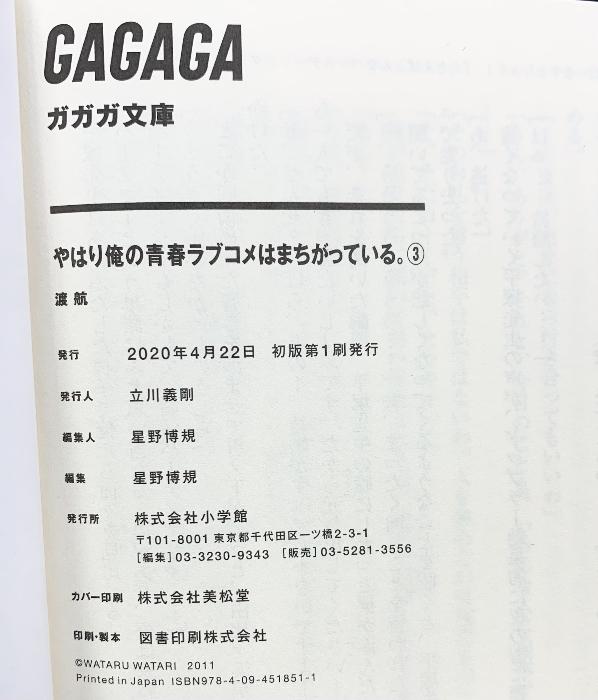 GAGAGA
ガガガ文庫
やはり俺の青春ラブコメはまちがっている。③
渡 航
発行 2020年4月22日 初版第1刷発行
発行人 立川義剛
編集人 星野博規
編集 星野博規
発行所 株式会社小学館
〒101-8001 東京都千代田区一ツ橋2-3-1
[編集]03-3230-9343 [販売]03-5281-3556
カバー印刷 株式会社美松堂
印刷・製本 図書印刷株式会社
©WATARU WATARI 2011
Printed in Japan ISBN978-4-09-451851-1